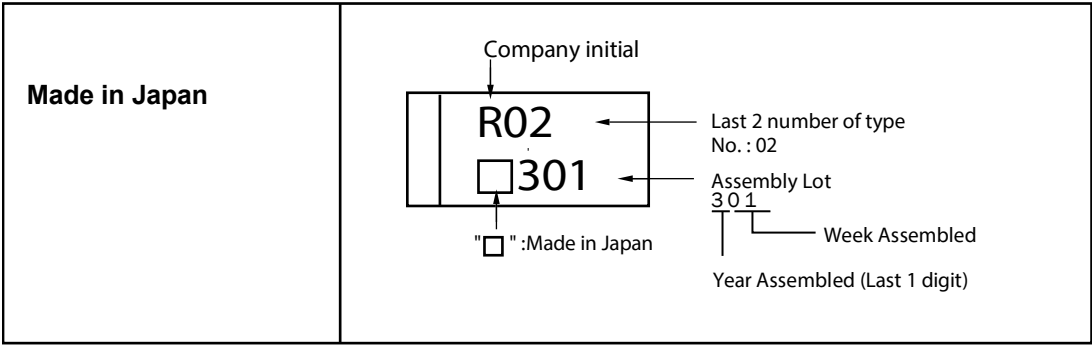 Made in Japan
Company initial
R02
□301
Last 2 number of type
No. : 02
Assembly Lot
301
Week Assembled
Year Assembled (Last 1 digit)
"□ " :Made in Japan